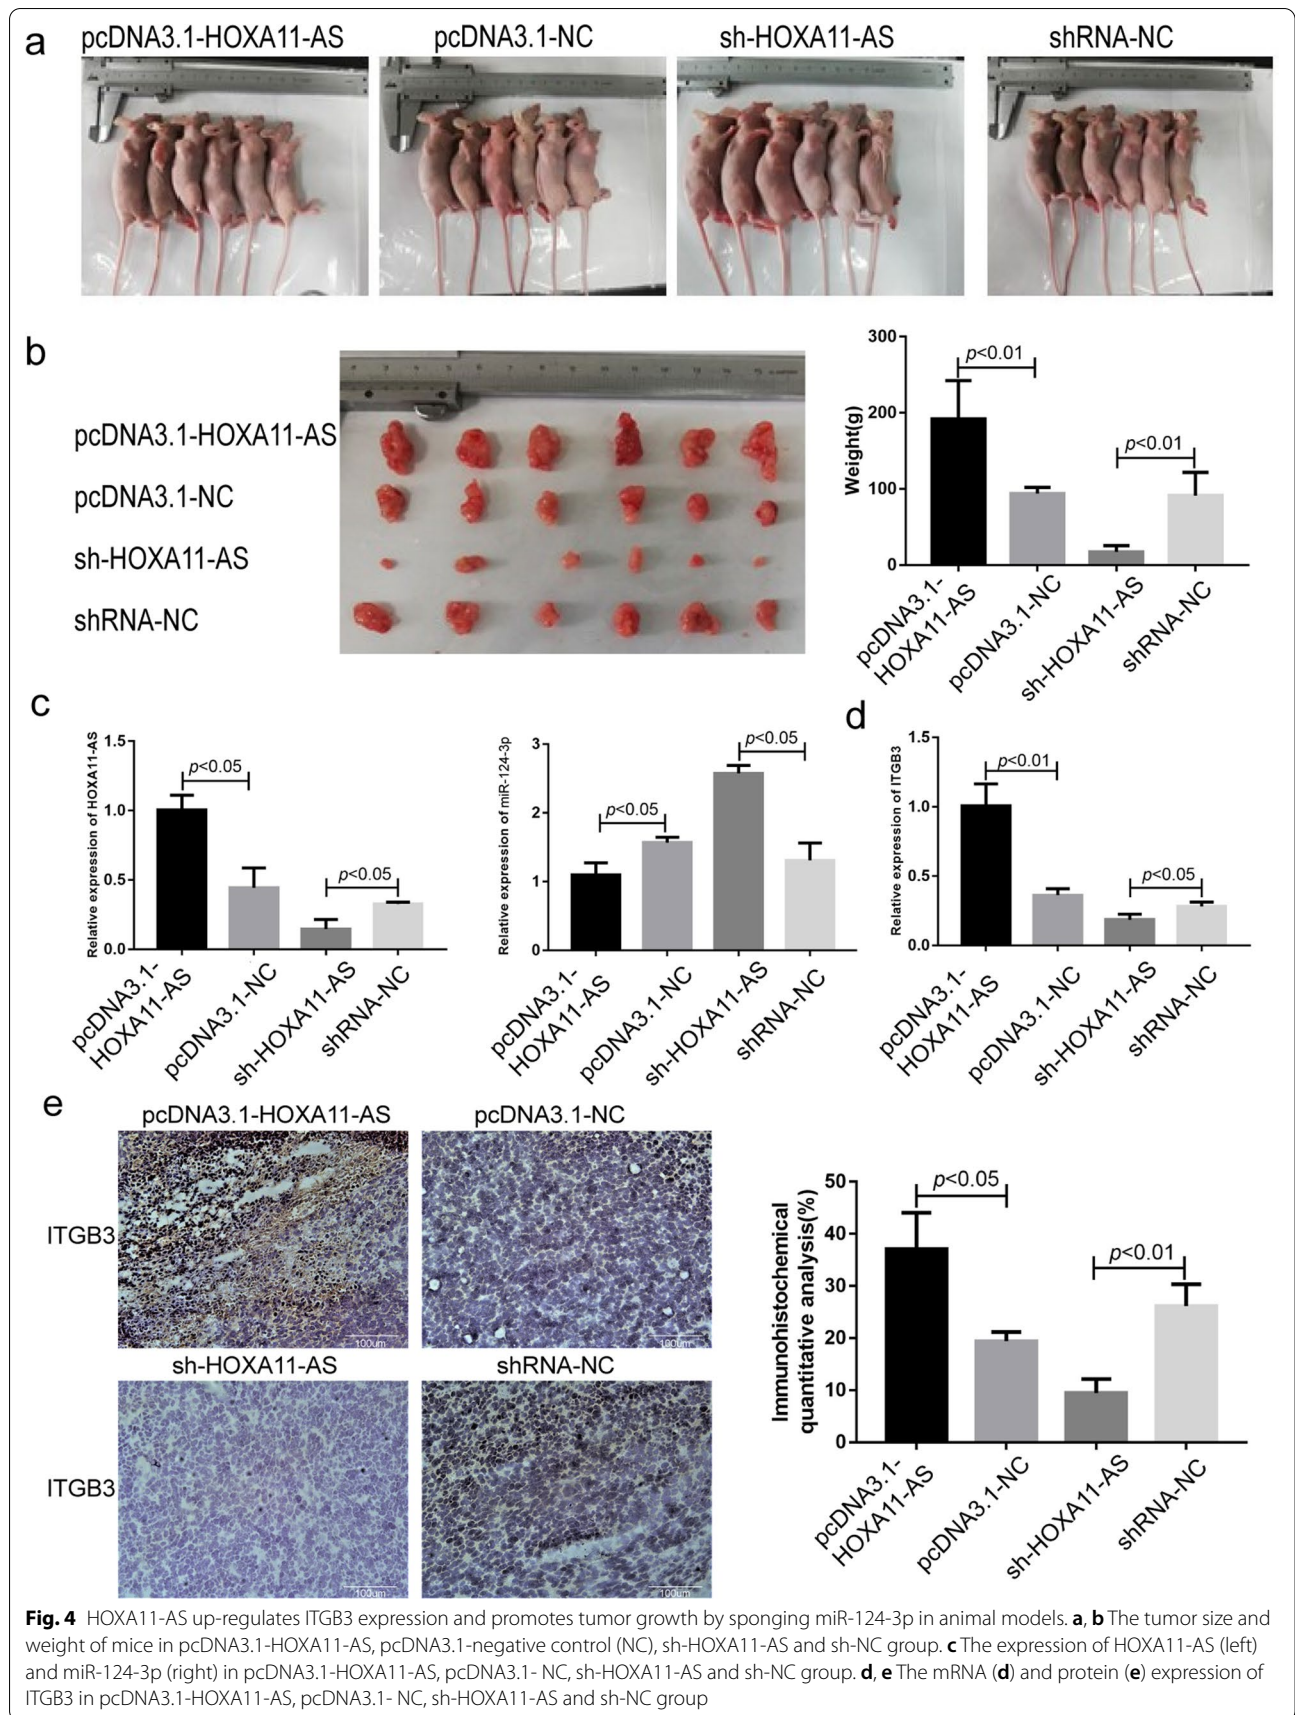 a
pcDNA3.1-HOXA11-AS
pcDNA3.1-NC
sh-HOXA11-AS
shRNA-NC
b
pcDNA3.1-HOXA11-AS
pcDNA3.1-NC
sh-HOXA11-AS
shRNA-NC
Weight(g)
300
200
100
0
p<0.01
p<0.01
pcDNA3.1-
HOXA11-AS
pcDNA3.1-NC
sh-HOXA11-AS
shRNA-NC
c
Relative expression of HOXA11-AS
1.5
1.0
0.5
0.0
p<0.05
p<0.05
pcDNA3.1-
HOXA11-AS
pcDNA3.1-NC
sh-HOXA11-AS
shRNA-NC
Relative expression of miR-124-3p
3
2
1
0
p<0.05
p<0.05
pcDNA3.1-
HOXA11-AS
pcDNA3.1-NC
sh-HOXA11-AS
shRNA-NC
d
Relative expression of ITGB3
1.5
1.0
0.5
0.0
p<0.01
p<0.05
pcDNA3.1-
HOXA11-AS
pcDNA3.1-NC
sh-HOXA11-AS
shRNA-NC
e
pcDNA3.1-HOXA11-AS
pcDNA3.1-NC
ITGB3
100um
100um
sh-HOXA11-AS
shRNA-NC
ITGB3
100um
100um
Immunohistochemical
quantitative analysis(%)
50
40
30
20
10
0
p<0.05
p<0.01
pcDNA3.1-
HOXA11-AS
pcDNA3.1-NC
sh-HOXA11-AS
shRNA-NC
Fig. 4 HOXA11-AS up-regulates ITGB3 expression and promotes tumor growth by sponging miR-124-3p in animal models. a, b The tumor size and
weight of mice in pcDNA3.1-HOXA11-AS, pcDNA3.1-negative control (NC), sh-HOXA11-AS and sh-NC group. c The expression of HOXA11-AS (left)
and miR-124-3p (right) in pcDNA3.1-HOXA11-AS, pcDNA3.1- NC, sh-HOXA11-AS and sh-NC group. d, e The mRNA (d) and protein (e) expression of
ITGB3 in pcDNA3.1-HOXA11-AS, pcDNA3.1- NC, sh-HOXA11-AS and sh-NC group